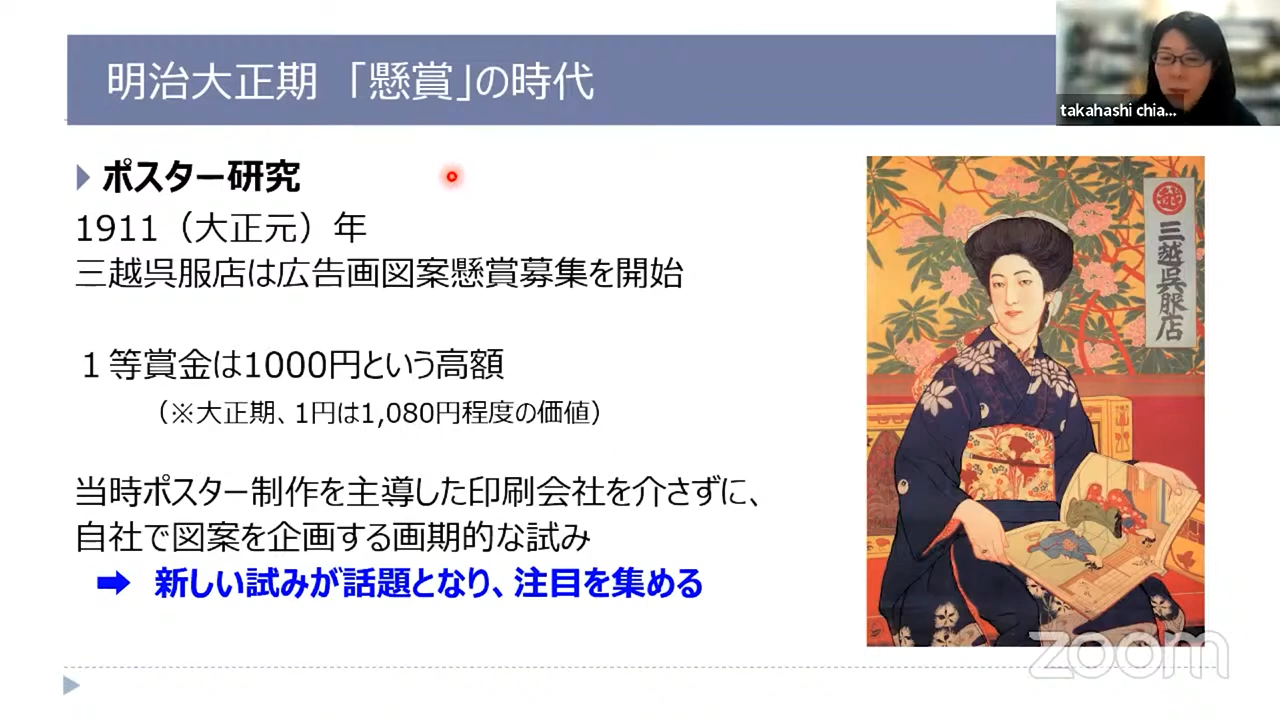 明治大正期 「懸賞」の時代
takahashi chia...
ポスター研究
1911（大正元）年
三越呉服店は広告画図案懸賞募集を開始
１等賞金は1000円という高額
（※大正期、1円は1,080円程度の価値）
当時ポスター制作を主導した印刷会社を介さずに、
自社で図案を企画する画期的な試み
➡ 新しい試みが話題となり、注目を集める
三越呉服店
zoom